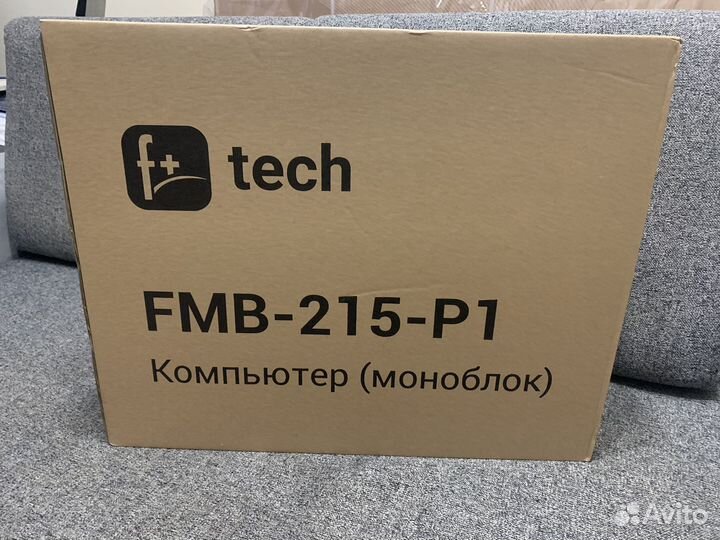 f+ tech
FMB-215-P1
Компьютер (моноблок)
Avito